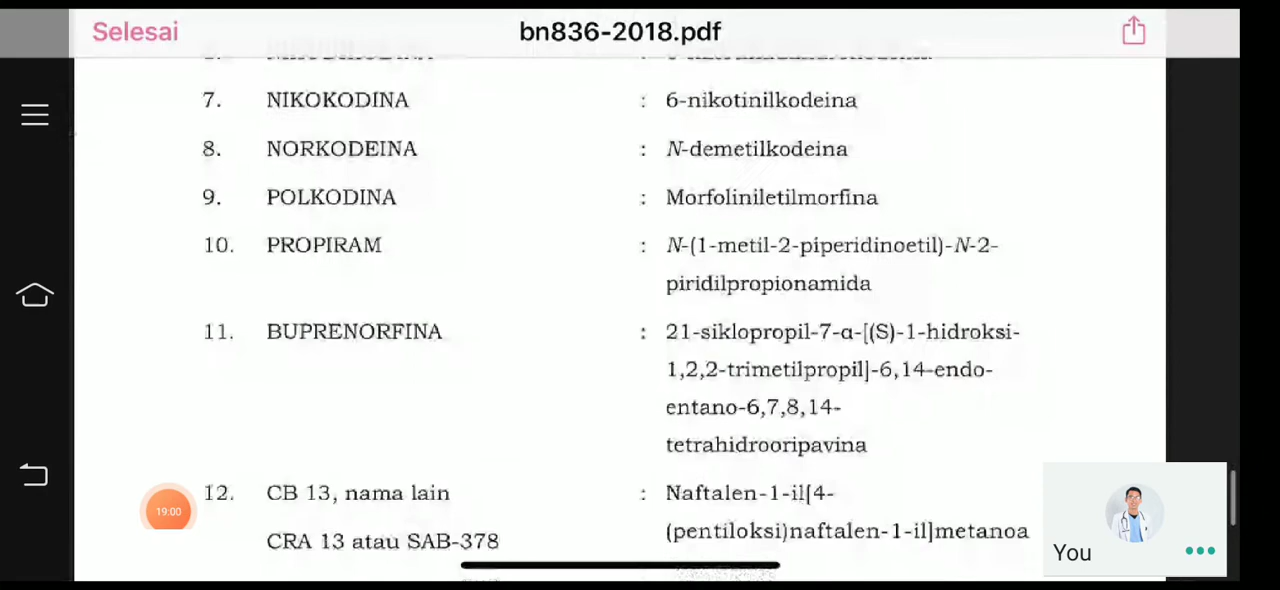 Selesai bn836-2018.pdf
7. NIKOKODINA : 6-nikotinilkodeina
8. NORKODEINA : N-demetilkodeina
9. POLKODINA : Morfoliniletilmorfina
10. PROPIRAM : N-(1-metil-2-piperidinoetil)-N-2-
piridilpropionamida
11. BUPRENORFINA : 21-siklopropil-7-α-[(S)-1-hidroksi-
1,2,2-trimetilpropil]-6,14-endo-
entano-6,7,8,14-
tetrahidrooripavina
12. CB 13, nama lain : Naftalen-1-il[4-
CRA 13 atau SAB-378 (pentiloksi)naftalen-1-il]metanoa
19:00
You